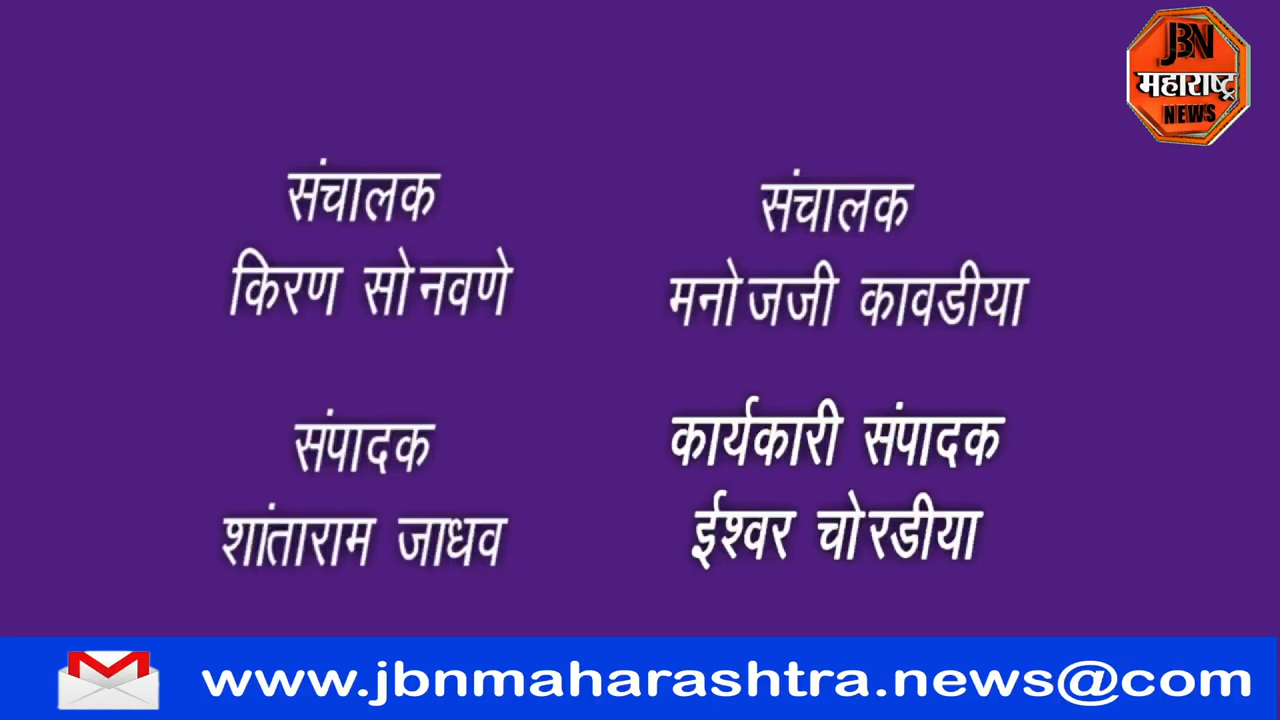 JBN
महाराष्ट्र
NEWS
संचालक
किरण सोनवणे
संचालक
मनोजजी कावडीया
संपादक
शांताराम जाधव
कार्यकारी संपादक
ईश्वर चोरडीया
www.jbnmaharashtra.news@com